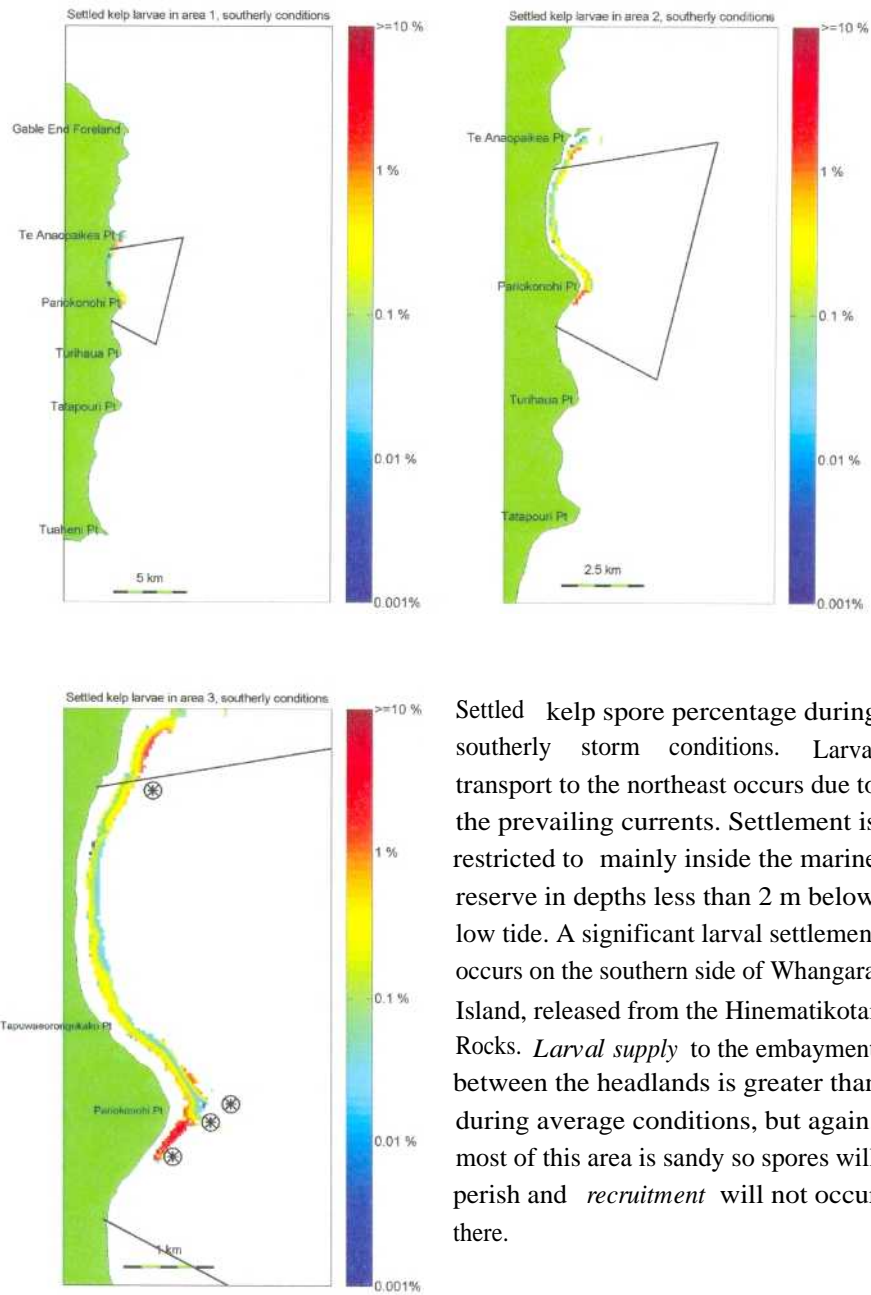 Settled kelp larvae in area 1, southerly conditions
>=10 %
Gable End Foreland
1 %
Te Anaopaikea Pt
Pariokonohi Pt
0.1 %
Turihaua Pt
Tatapouri Pt
0.01 %
Tuaheni Pt
5 km
0.001%
Settled kelp larvae in area 2, southerly conditions
>=10 %
Te Anaopaikea Pt
1 %
Pariokonohi Pt
0.1 %
Turihaua Pt
0.01 %
Tatapouri Pt
2.5 km
0.001%
Settled kelp larvae in area 3, southerly conditions
>=10 %
1 %
0.1 %
Tapuwaeorongokako Pt
Pariokonohi Pt
0.01 %
1 km
0.001%
Settled kelp spore percentage during
southerly storm conditions. Larva
transport to the northeast occurs due to
the prevailing currents. Settlement is
restricted to mainly inside the marine
reserve in depths less than 2 m below
low tide. A significant larval settlemen
occurs on the southern side of Whangara
Island, released from the Hinematikota
Rocks. Larval supply to the embayment
between the headlands is greater than
during average conditions, but again
most of this area is sandy so spores will
perish and recruitment will not occur
there.